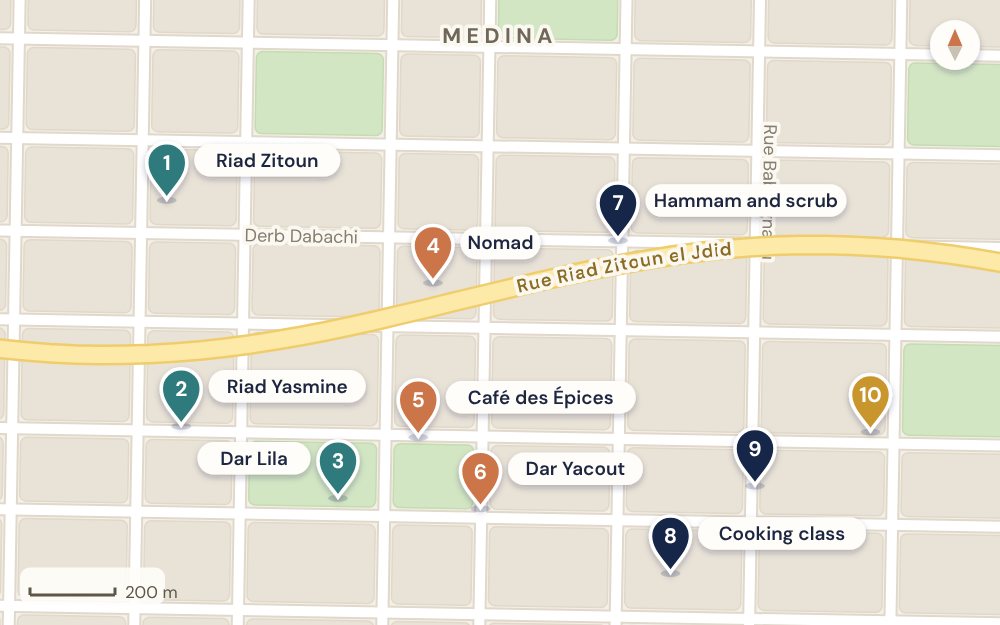 MEDINA
1
Riad Zitoun
7
Hammam and scrub
Derb Dabachi
4
Nomad
Rue Riad Zitoun el Jdid
2
Riad Yasmine
5
Café des Épices
10
Dar Lila
3
6
Dar Yacout
9
8
Cooking class
200 m
Rue